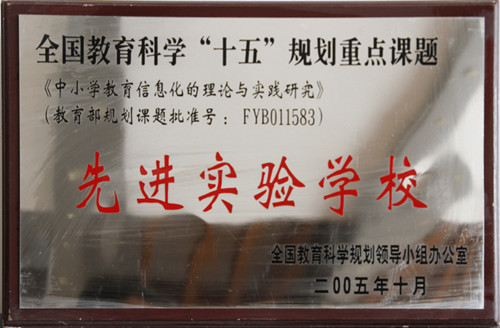 全国教育科学“十五”规划重点课题
《中小学教育信息化的理论与实践研究》
（教育部规划课题批准号：FYB011583）
先进实验学校
全国教育科学规划领导小组办公室
二00五年十月